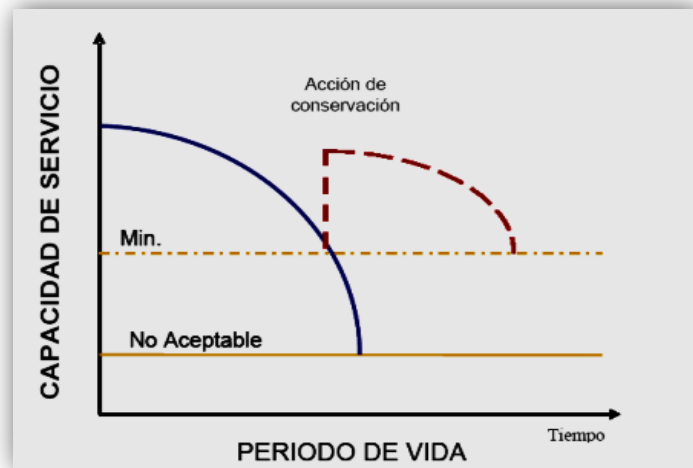 CAPACIDAD DE SERVICIO
Acción de
conservación
Min.
No Aceptable
Tiempo
PERIODO DE VIDA